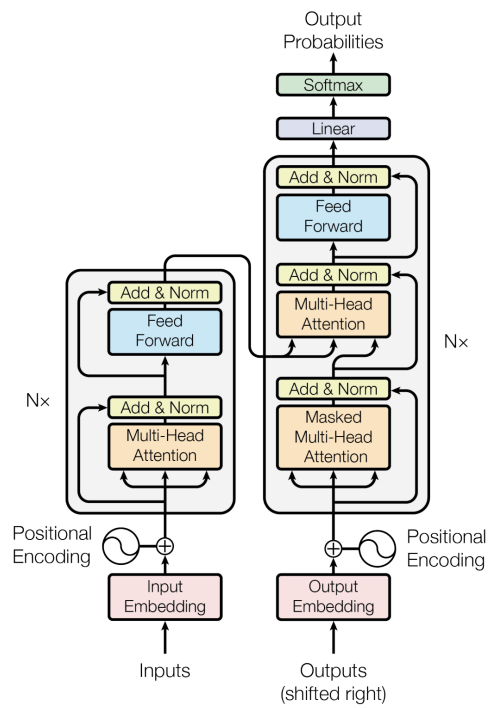 Output
Probabilities
Softmax
Linear
Add & Norm
Feed
Forward
Add & Norm
Multi-Head
Attention
Add & Norm
Masked
Multi-Head
Attention
N×
Add & Norm
Feed
Forward
Add & Norm
Multi-Head
Attention
N×
Positional
Encoding
Positional
Encoding
Input
Embedding
Output
Embedding
Inputs
Outputs
(shifted right)